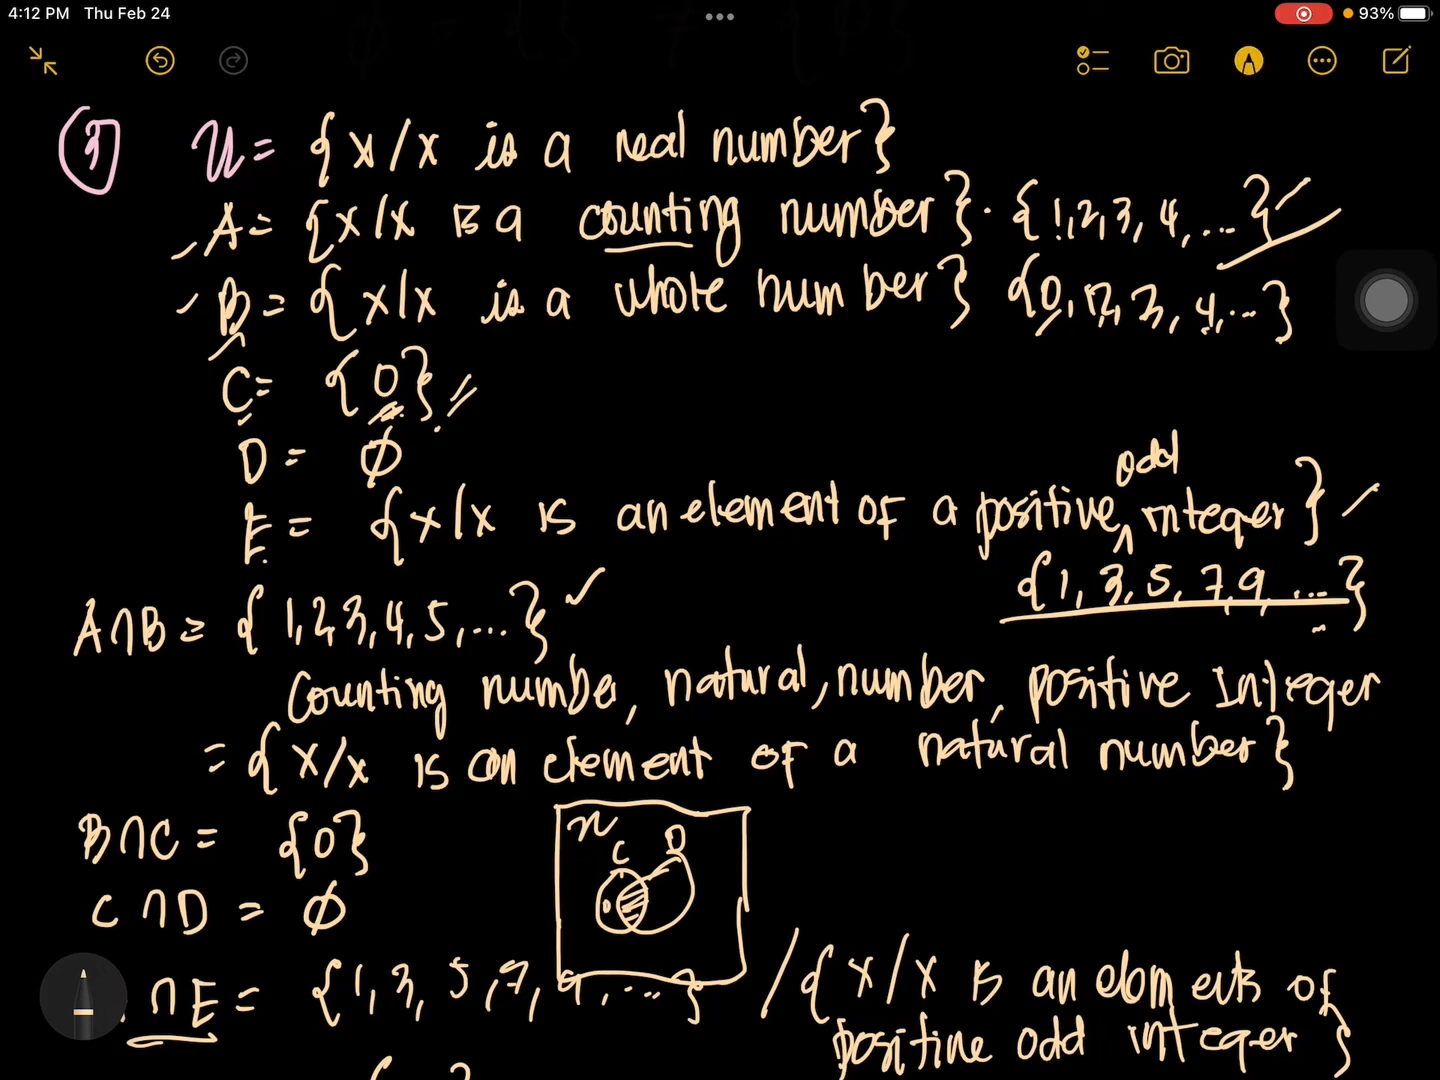 4:12 PM Thu Feb 24
93%
U = {x/x is a real number}
A = {x/x is a counting number} . {1,2,3,4,...}
B = {x/x is a whole number} {0,1,2,3,4,...}
C = {0}
D = ∅
odd
E = {x/x is an element of a positive ^ integer}
{1,3,5,7,9,...}
A∩B = {1,2,3,4,5,...}
Counting number, natural, number, positive Integer
= {x/x is an element of a natural number}
B∩C = {0}
U
C D
0
C∩D = ∅
∩E = {1,3,5,7,9,...} / {x/x is an elements of
positive odd integer}